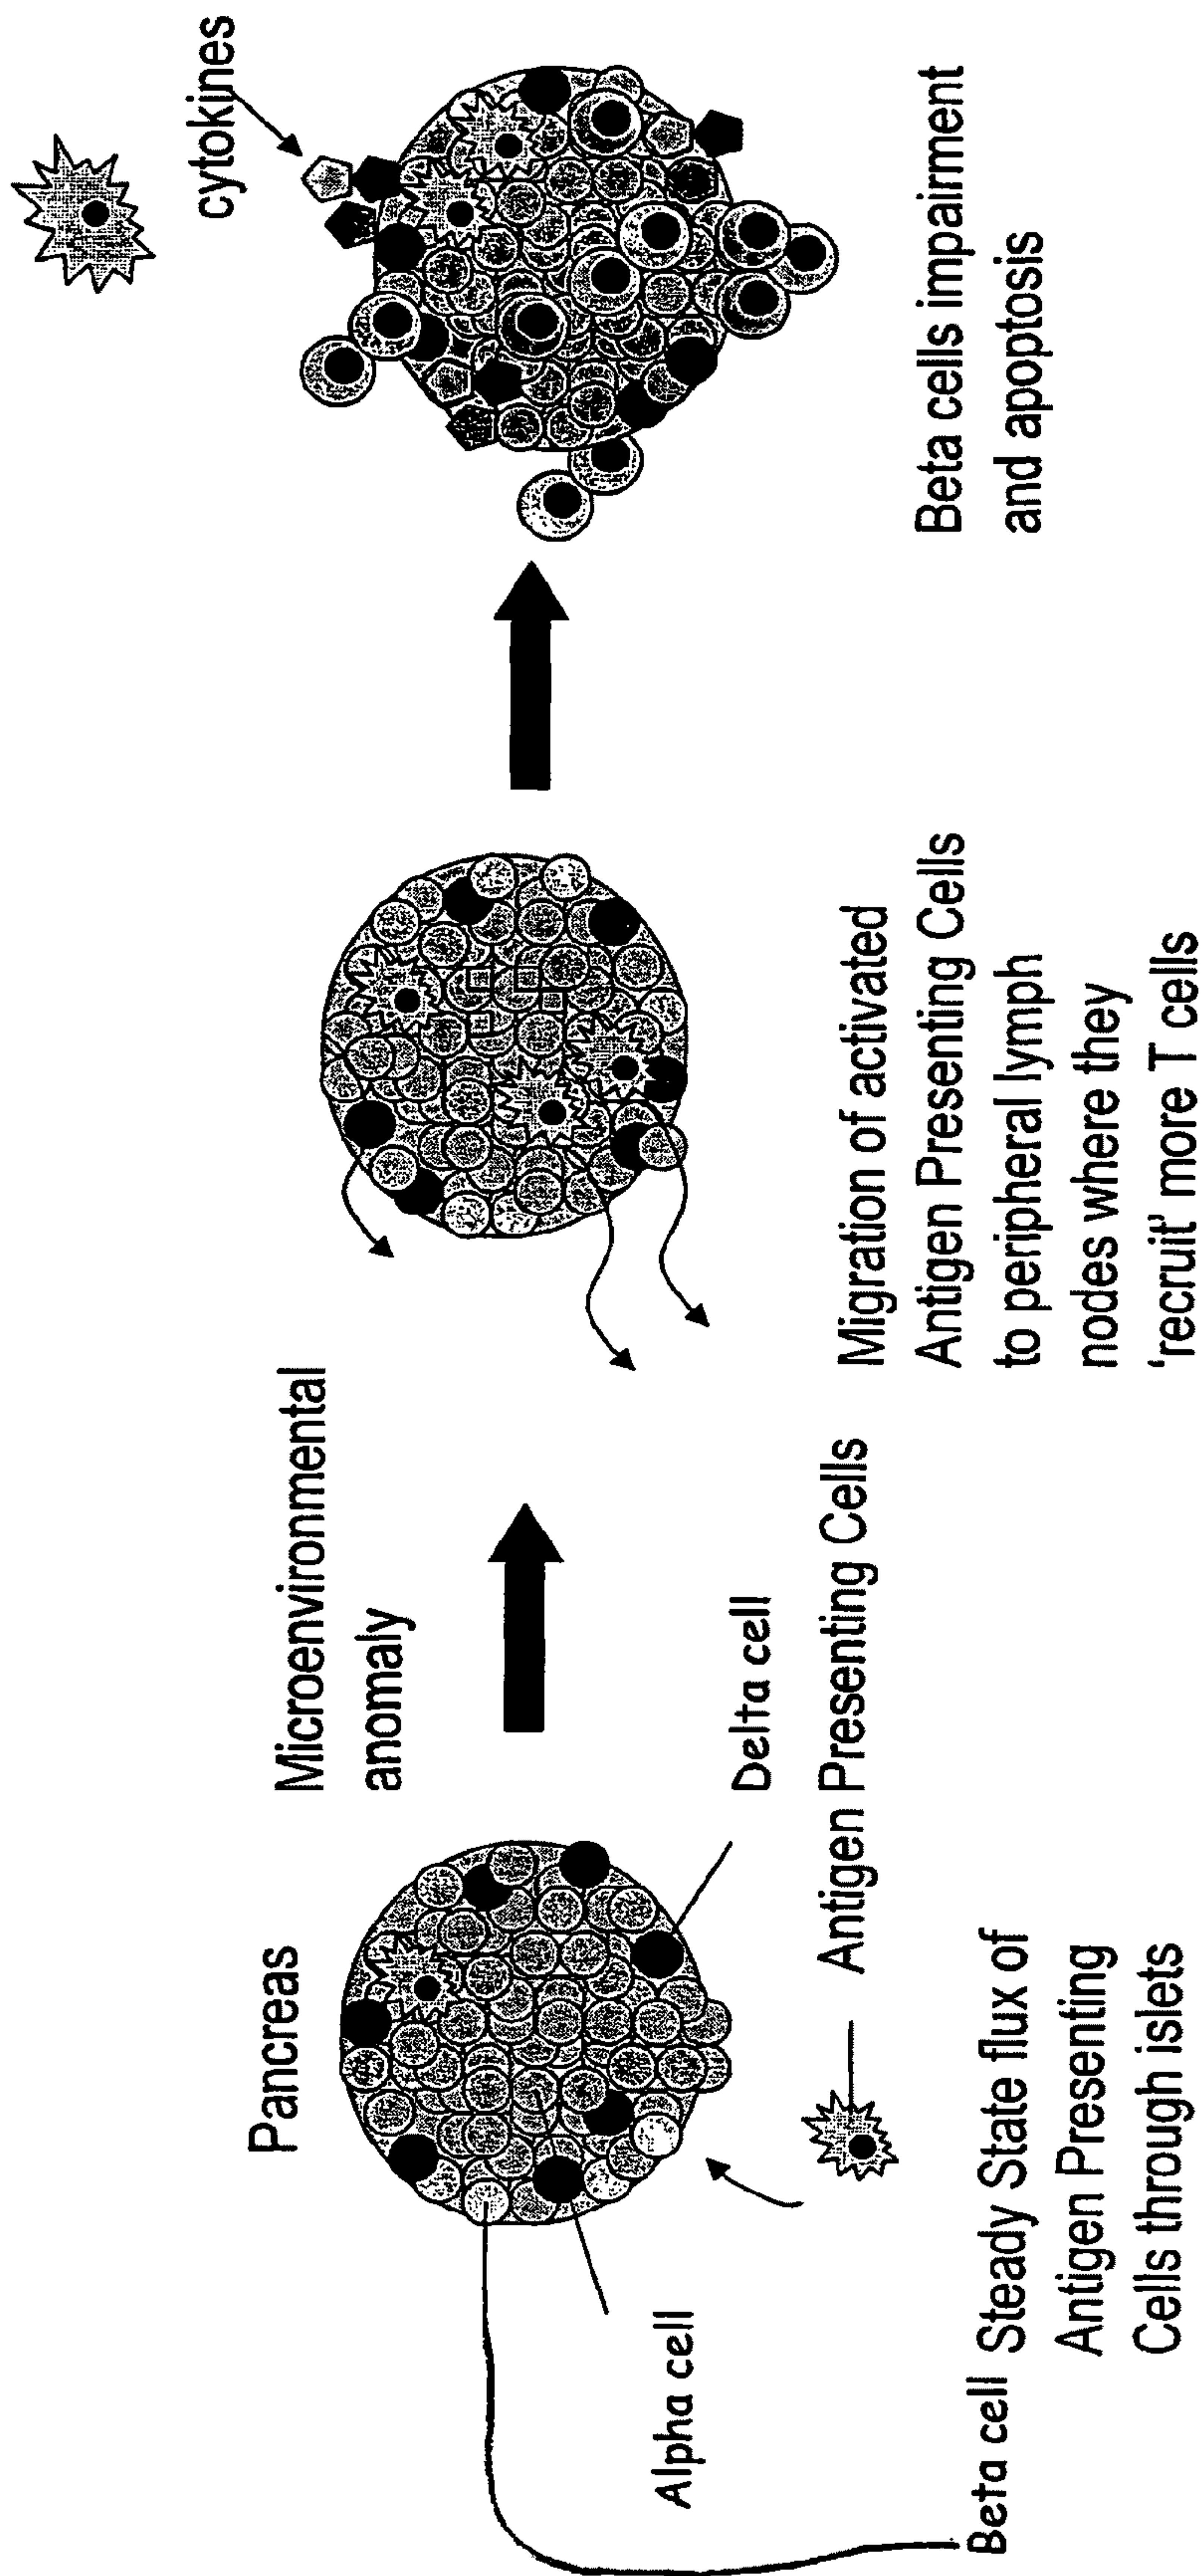 Pancreas
Microenvironmental
anomaly
cytokines
Alpha cell
Delta cell
Antigen Presenting Cells
Beta cell
Steady State flux of
Antigen Presenting
Cells through islets
Migration of activated
Antigen Presenting Cells
to peripheral lymph
nodes where they
‘recruit’ more T cells
Beta cells impairment
and apoptosis